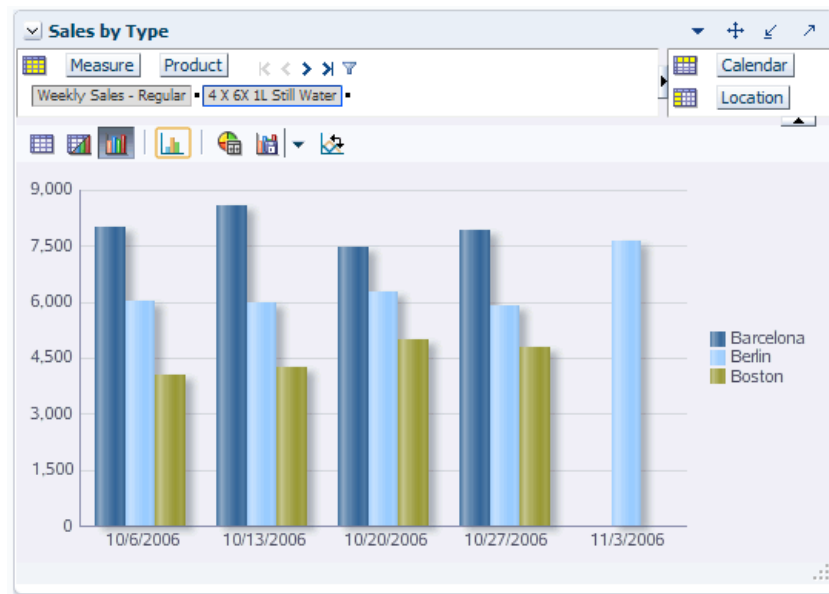 Sales by Type
Measure Product
Calendar
Weekly Sales - Regular 4 X 6X 1L Still Water
Location
9,000
7,500
6,000
4,500
3,000
1,500
0
10/6/2006 10/13/2006 10/20/2006 10/27/2006 11/3/2006
Barcelona
Berlin
Boston